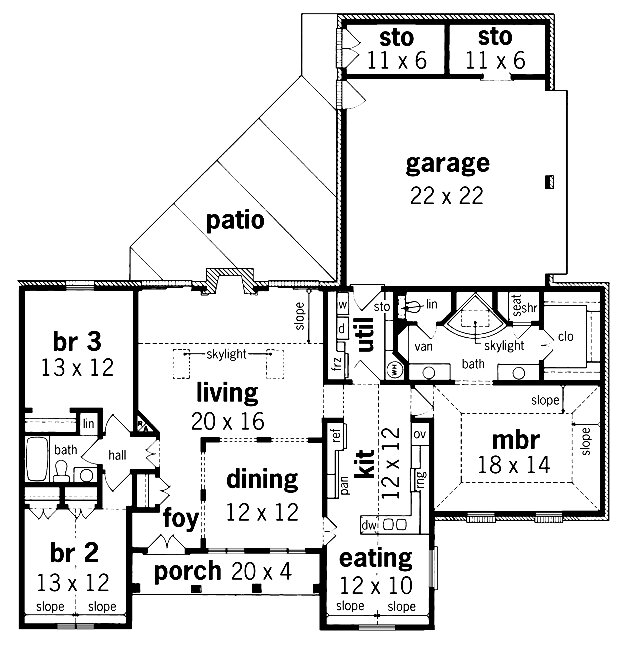 sto
11 x 6
sto
11 x 6
garage
22 x 22
patio
br 3
13 x 12
slope
skylight
living
20 x 16
w
d
frz
util
sto
WH
lin
van
seat
shr
skylight
bath
clo
slope
slope
mbr
18 x 14
lin
bath
hall
dining
12 x 12
foy
ref
pan
kit
12 x 12
ov
dw
br 2
13 x 12
slope
slope
porch 20 x 4
eating
12 x 10
slope
slope